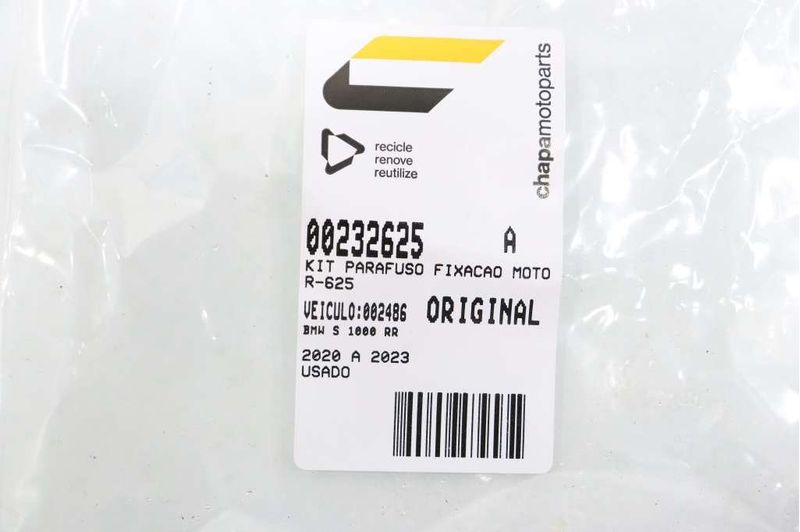 chapamotoparts
recicle
renove
reutilize
00232625 A
KIT PARAFUSO FIXACAO MOTO
R-625
VEICULO:002486 ORIGINAL
BMW S 1000 RR
2020 A 2023
USADO